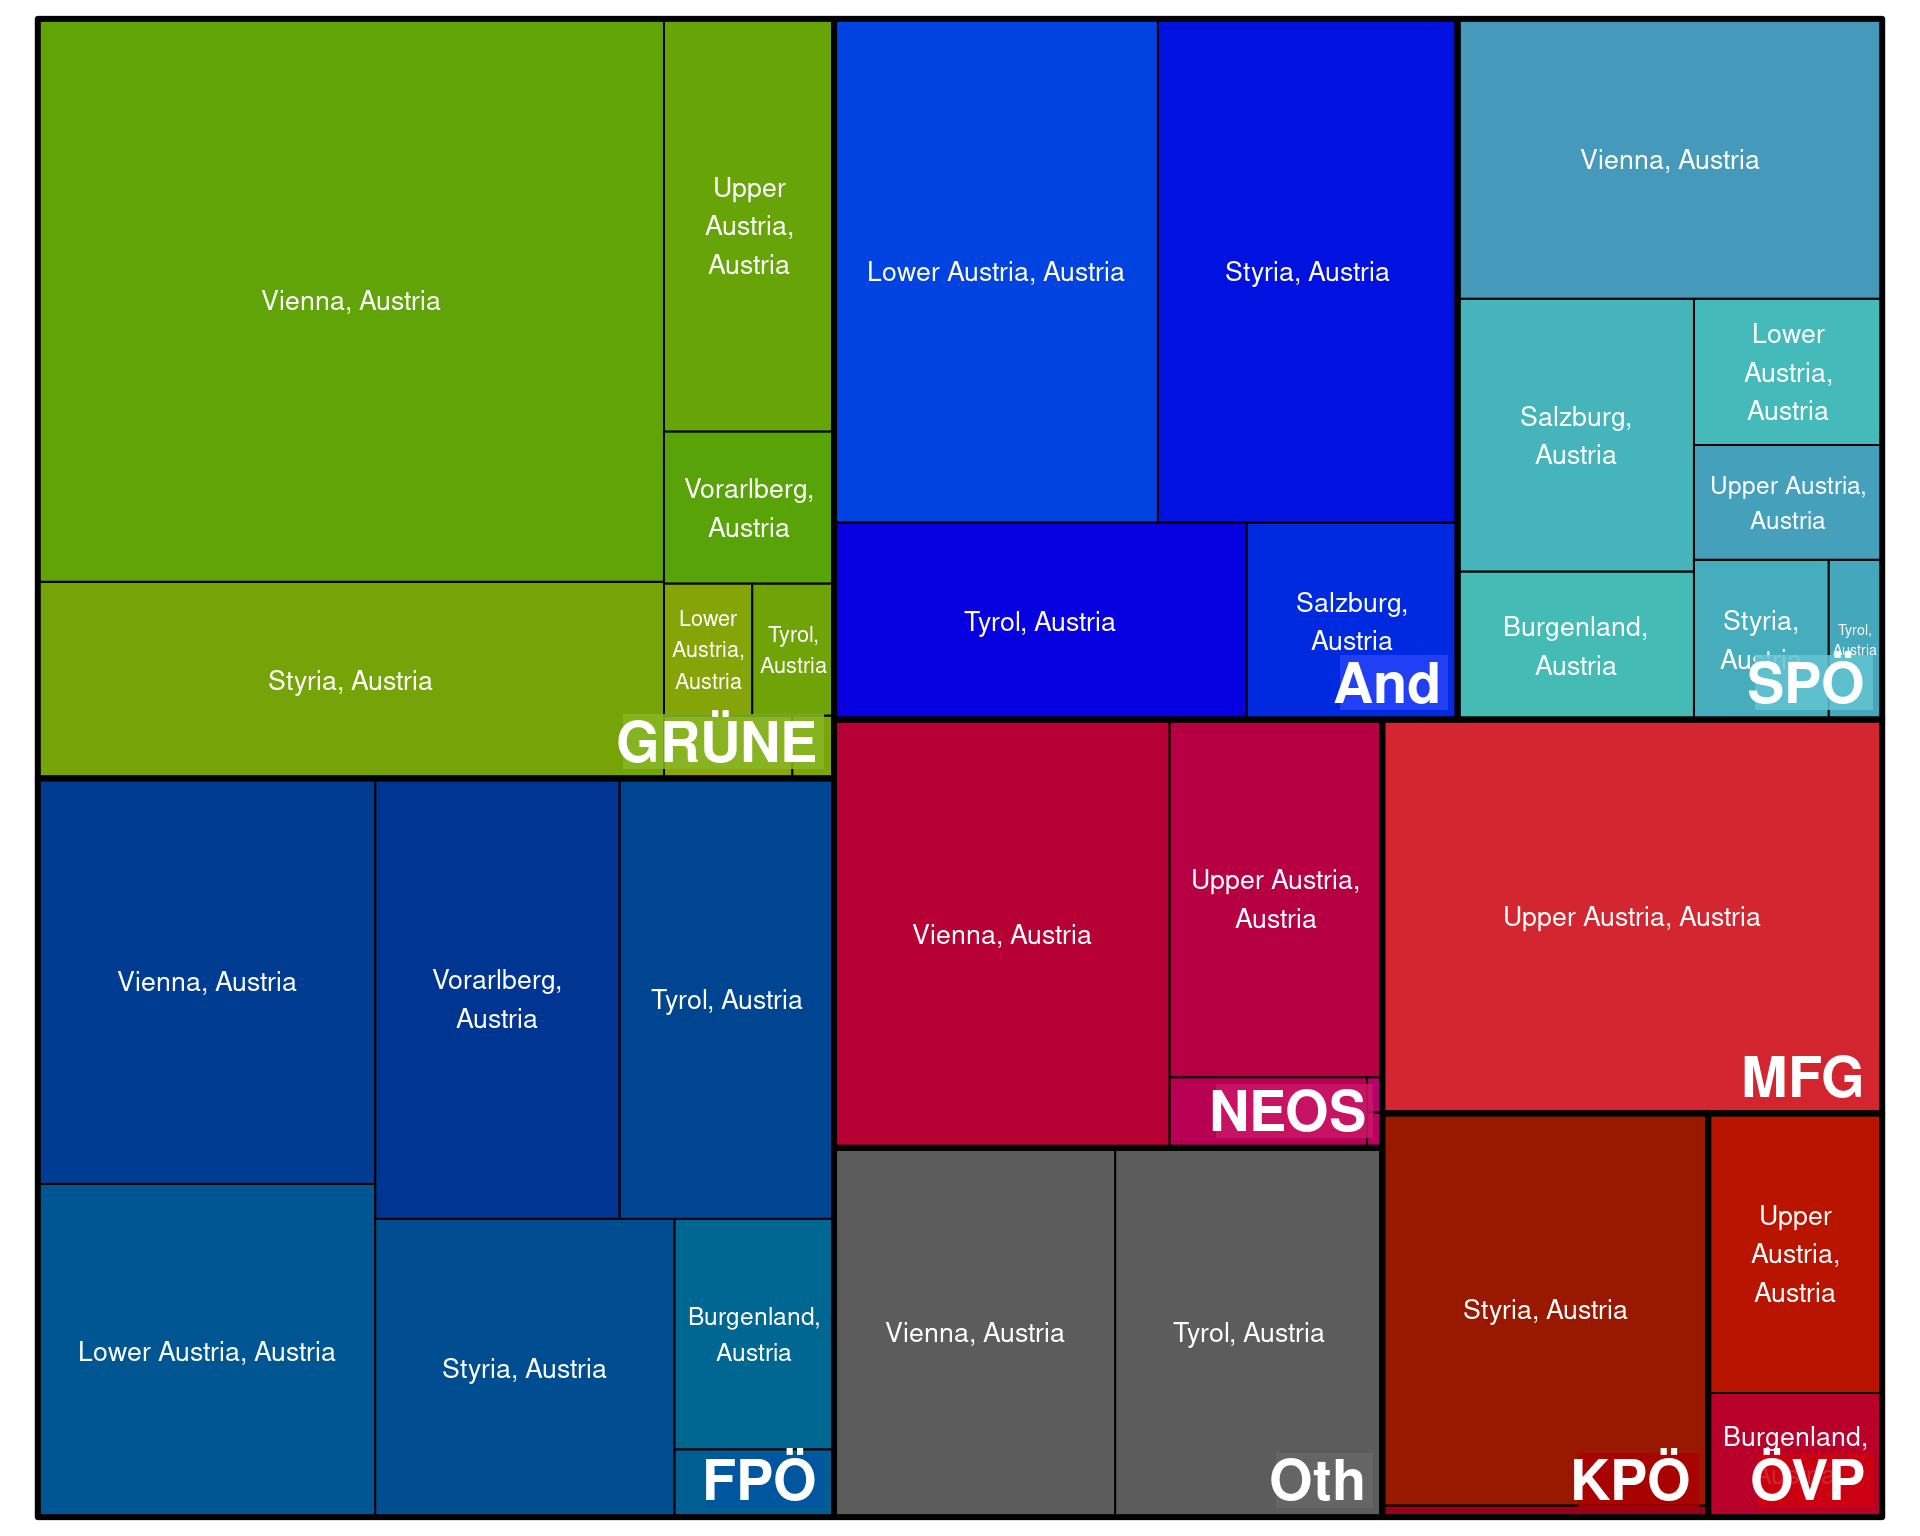 Vienna, Austria
Upper
Austria,
Austria
Vorarlberg,
Austria
Styria, Austria
Lower
Austria,
Austria
Tyrol,
Austria
GRÜNE
Lower Austria, Austria
Styria, Austria
Tyrol, Austria
Salzburg,
Austria
And
Vienna, Austria
Salzburg,
Austria
Lower
Austria,
Austria
Upper Austria,
Austria
Burgenland,
Austria
Styria,
Austria
Tyrol,
Austria
SPÖ
Vienna, Austria
Vorarlberg,
Austria
Tyrol, Austria
Lower Austria, Austria
Styria, Austria
Burgenland,
Austria
FPÖ
Vienna, Austria
Upper Austria,
Austria
NEOS
Upper Austria, Austria
MFG
Vienna, Austria
Tyrol, Austria
Oth
Styria, Austria
KPÖ
Upper
Austria,
Austria
Burgenland,
ÖVP